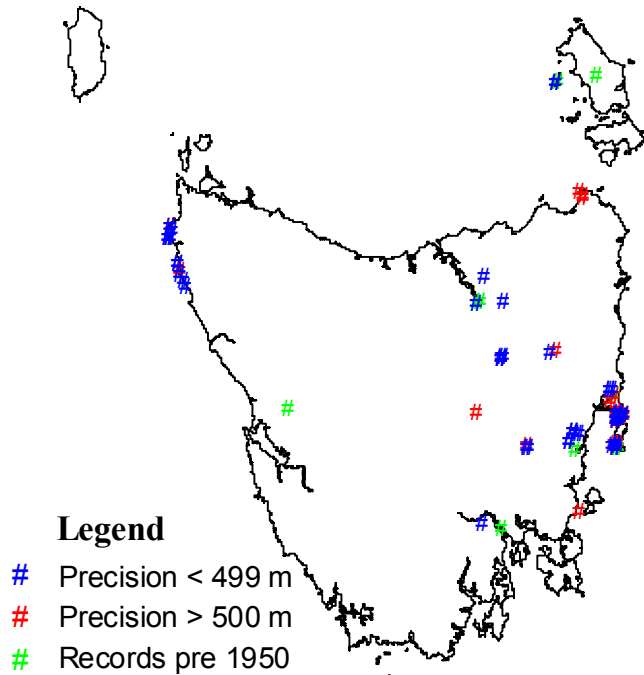 Legend
# Precision < 499 m
# Precision > 500 m
# Records pre 1950